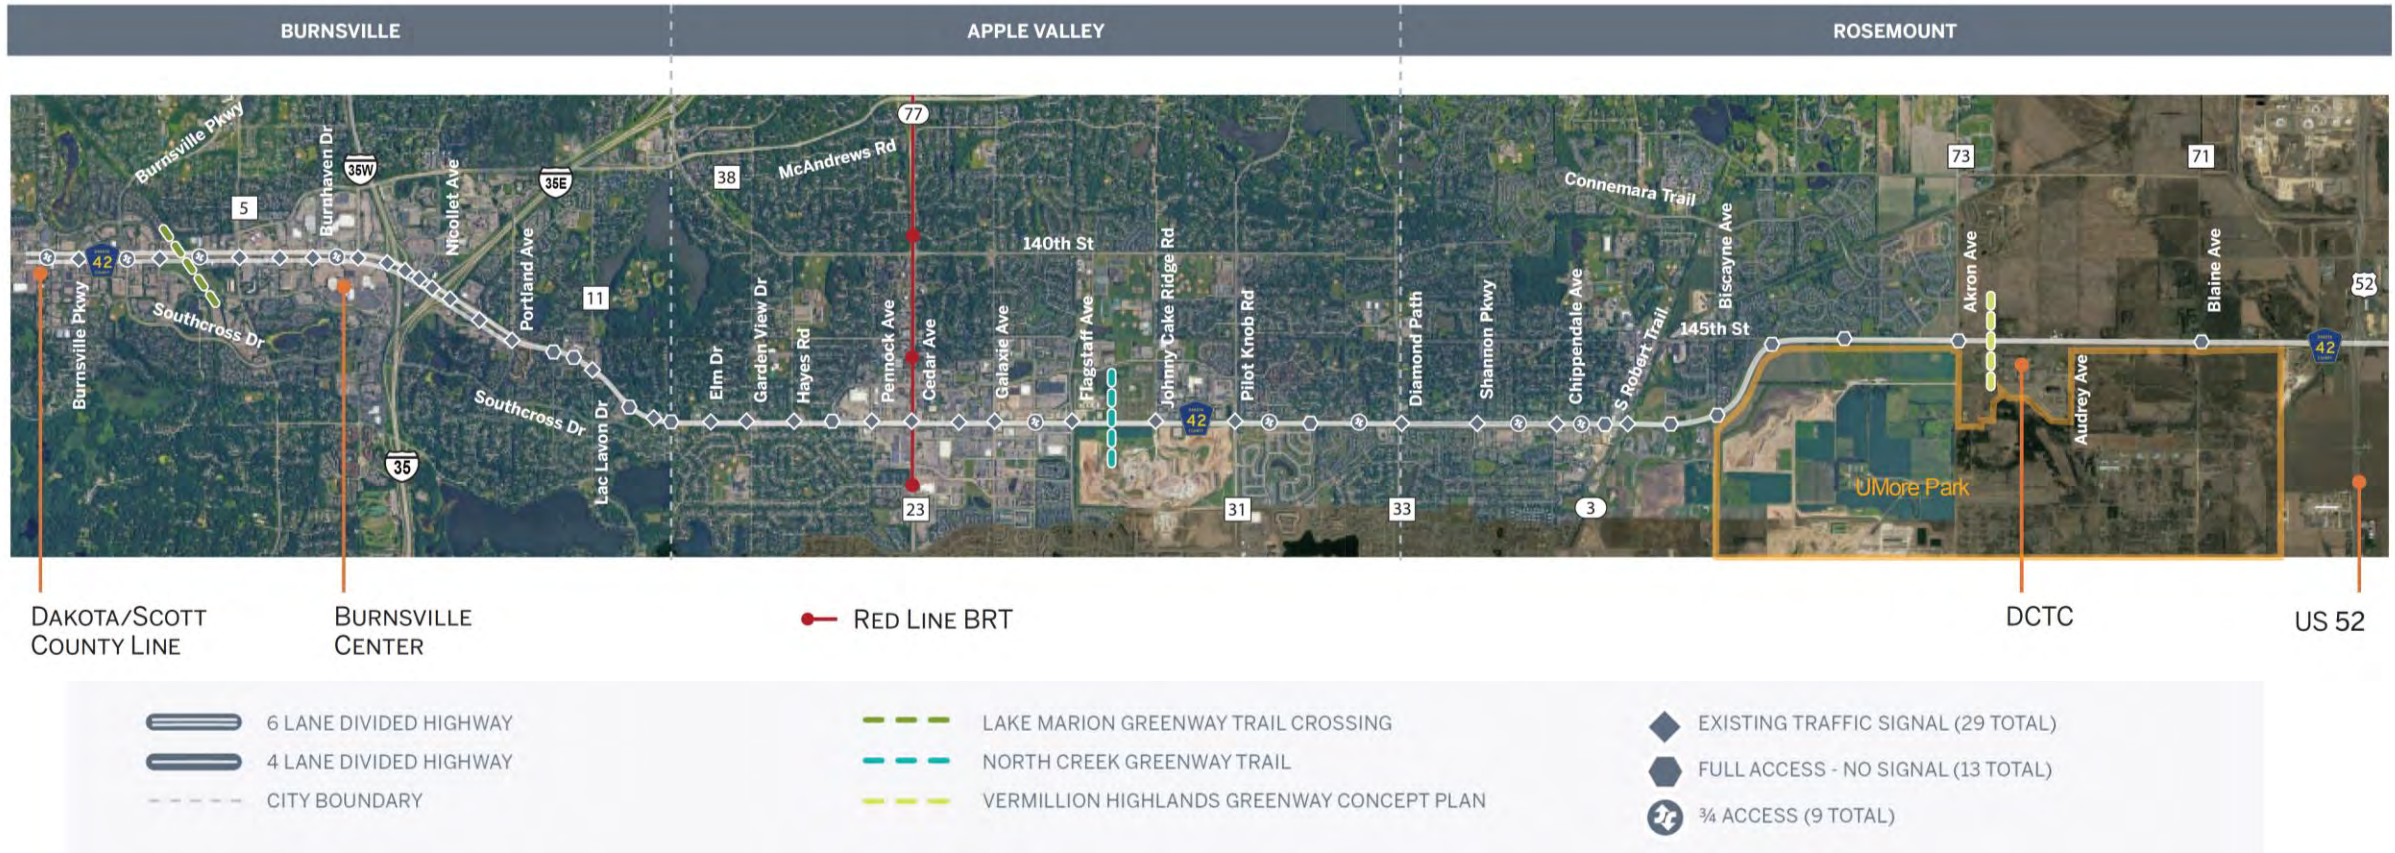 BURNSVILLE
APPLE VALLEY
ROSEMOUNT
Burnsville Pkwy
5
Burnhaven Dr
35W
Nicollet Ave
35E
Portland Ave
11
38
McAndrews Rd
77
140th St
Connemara Trail
73
71
52
42
Burnsville Pkwy
Southcross Dr
35
Southcross Dr
Lac Lavon Dr
Elm Dr
Garden View Dr
Hayes Rd
Pennock Ave
Cedar Ave
Galaxie Ave
Flagstaff Ave
Johnny Cake Ridge Rd
42
Pilot Knob Rd
Diamond Path
Shannon Pkwy
Chippendale Ave
S Robert Trail
145th St
Biscayne Ave
Akron Ave
Audrey Ave
Blaine Ave
42
23
31
33
3
UMore Park
DAKOTA/SCOTT
COUNTY LINE
BURNSVILLE
CENTER
RED LINE BRT
DCTC
US 52
6 LANE DIVIDED HIGHWAY
4 LANE DIVIDED HIGHWAY
CITY BOUNDARY
LAKE MARION GREENWAY TRAIL CROSSING
NORTH CREEK GREENWAY TRAIL
VERMILLION HIGHLANDS GREENWAY CONCEPT PLAN
EXISTING TRAFFIC SIGNAL (29 TOTAL)
FULL ACCESS - NO SIGNAL (13 TOTAL)
¾ ACCESS (9 TOTAL)